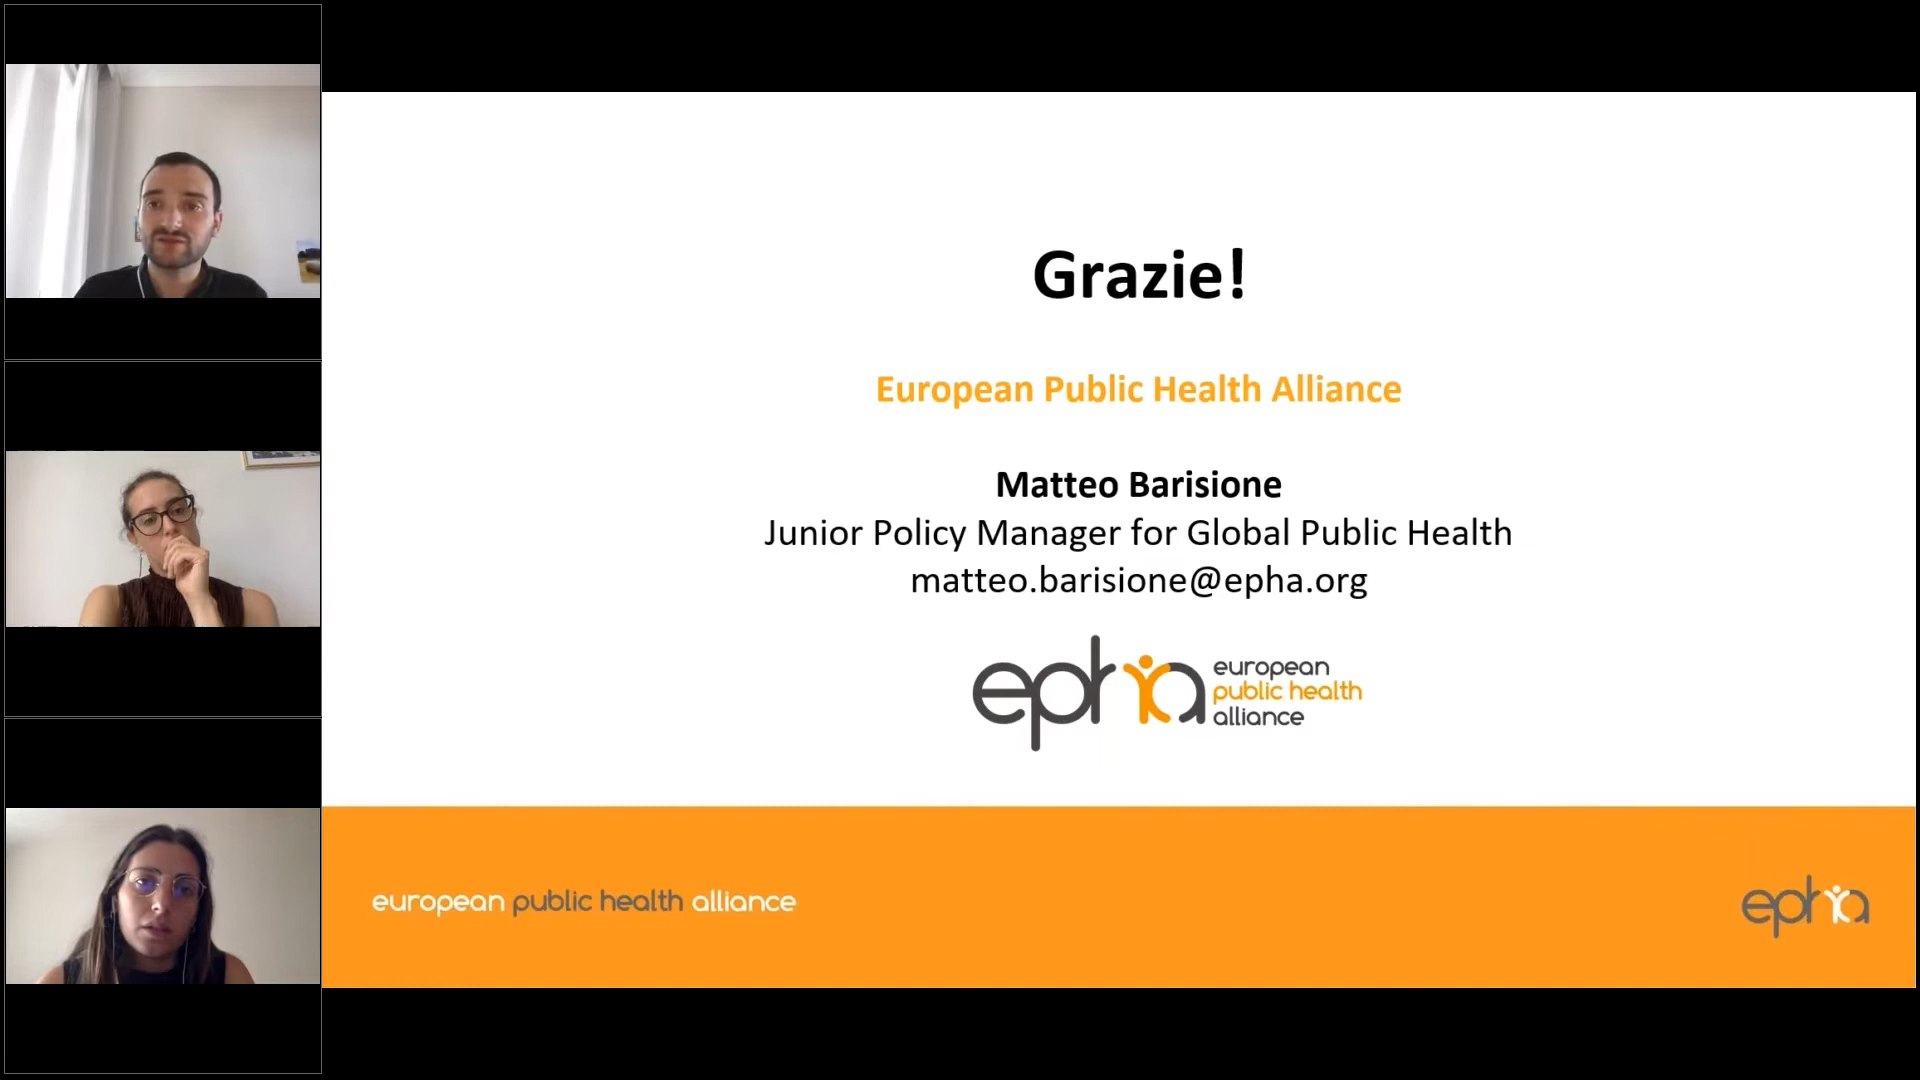 Grazie!
European Public Health Alliance
Matteo Barisione
Junior Policy Manager for Global Public Health
matteo.barisione@epha.org
epha
european
public health
alliance
european public health alliance
epha